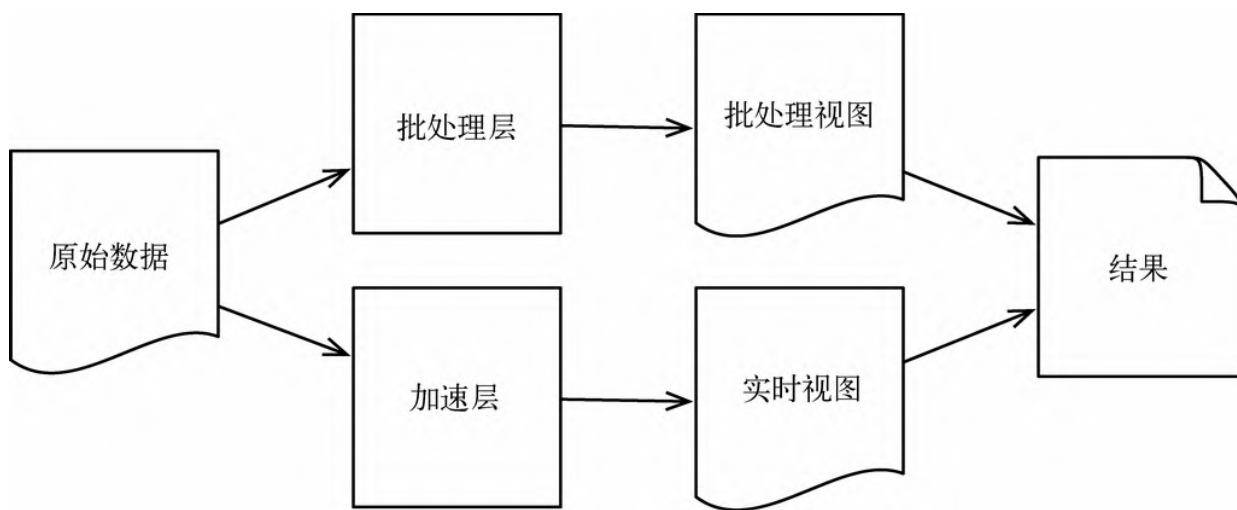 批处理层
批处理视图
原始数据
结果
加速层
实时视图